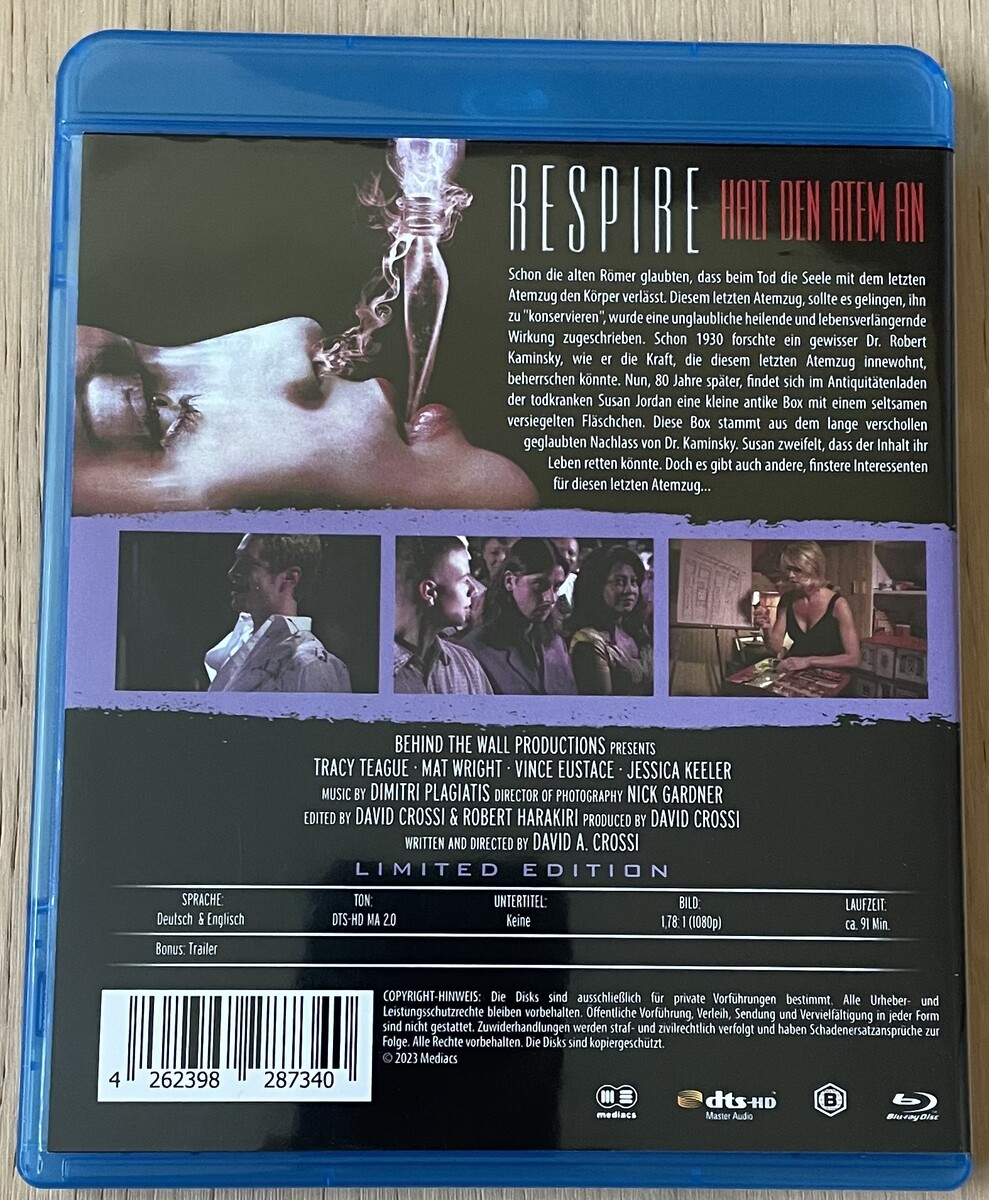 RESPIRE HALT DEN ATEM AN
Schon die alten Römer glaubten, dass beim Tod die Seele mit dem letzten
Atemzug den Körper verlässt. Diesem letzten Atemzug, sollte es gelingen, ihn
zu "konservieren", wurde eine unglaubliche heilende und lebensverlängernde
Wirkung zugeschrieben. Schon 1930 forschte ein gewisser Dr. Robert
Kaminsky, wie er die Kraft, die diesem letzten Atemzug innewohnt,
beherrschen könnte. Nun, 80 Jahre später, findet sich im Antiquitätenladen
der todkranken Susan Jordan eine kleine antike Box mit einem seltsamen
versiegelten Fläschchen. Diese Box stammt aus dem lange verschollen
geglaubten Nachlass von Dr. Kaminsky. Susan zweifelt, dass der Inhalt ihr
Leben retten könnte. Doch es gibt auch andere, finstere Interessenten
für diesen letzten Atemzug...
BEHIND THE WALL PRODUCTIONS PRESENTS
TRACY TEAGUE · MAT WRIGHT · VINCE EUSTACE · JESSICA KEELER
MUSIC BY DIMITRI PLAGIATIS DIRECTOR OF PHOTOGRAPHY NICK GARDNER
EDITED BY DAVID CROSSI & ROBERT HARAKIRI PRODUCED BY DAVID CROSSI
WRITTEN AND DIRECTED BY DAVID A. CROSSI
LIMITED EDITION
SPRACHE: TON: UNTERTITEL: BILD: LAUFZEIT:
Deutsch & Englisch DTS-HD MA 2.0 Keine 1,78:1 (1080p) ca. 91 Min.
Bonus: Trailer
COPYRIGHT-HINWEIS: Die Disks sind ausschließlich für private Vorführungen bestimmt. Alle Urheber- und
Leistungsschutzrechte bleiben vorbehalten. Öffentliche Vorführung, Verleih, Sendung und Vervielfältigung in jeder Form
sind nicht gestattet. Zuwiderhandlungen werden straf- und zivilrechtlich verfolgt und haben Schadenersatzansprüche zur
Folge. Alle Rechte vorbehalten. Die Disks sind kopiergeschützt.
© 2023 Mediacs
4 262398 287340
mediacs dts-HD Master Audio B Blu-ray Disc